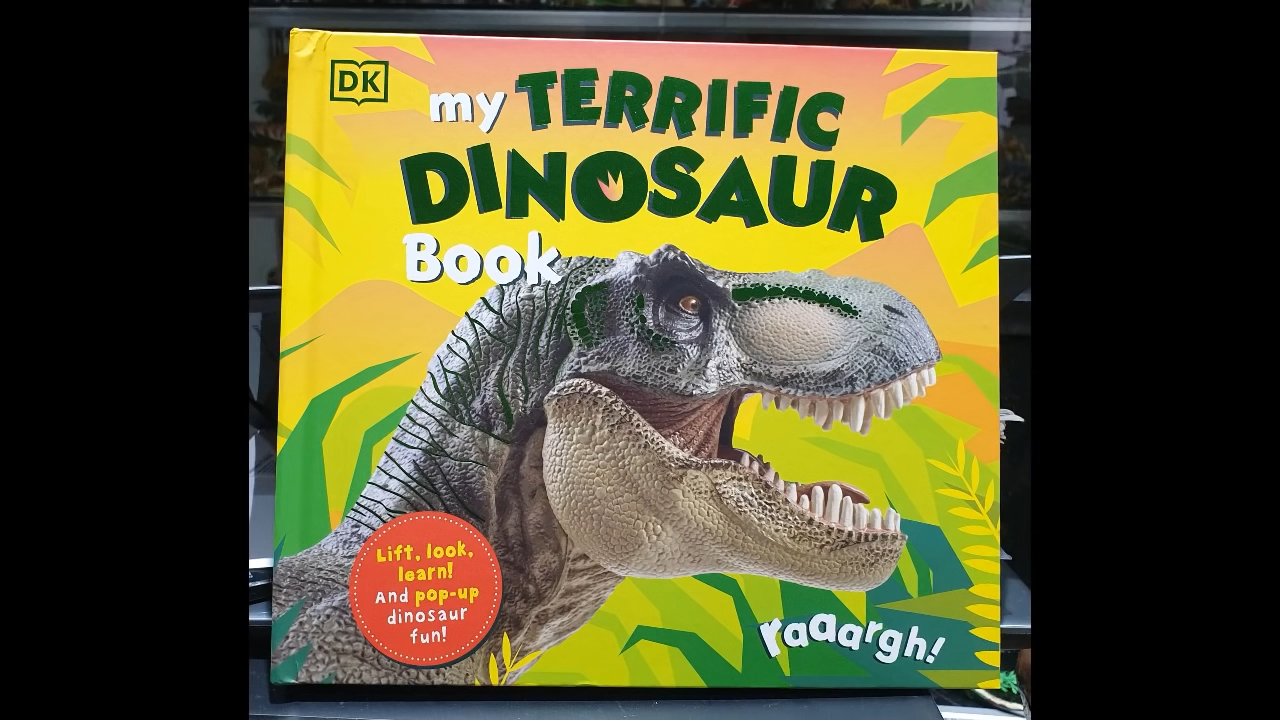 DK
my TERRIFIC
DINOSAUR
Book
Lift, look,
learn!
And pop-up
dinosaur
fun!
raaargh!